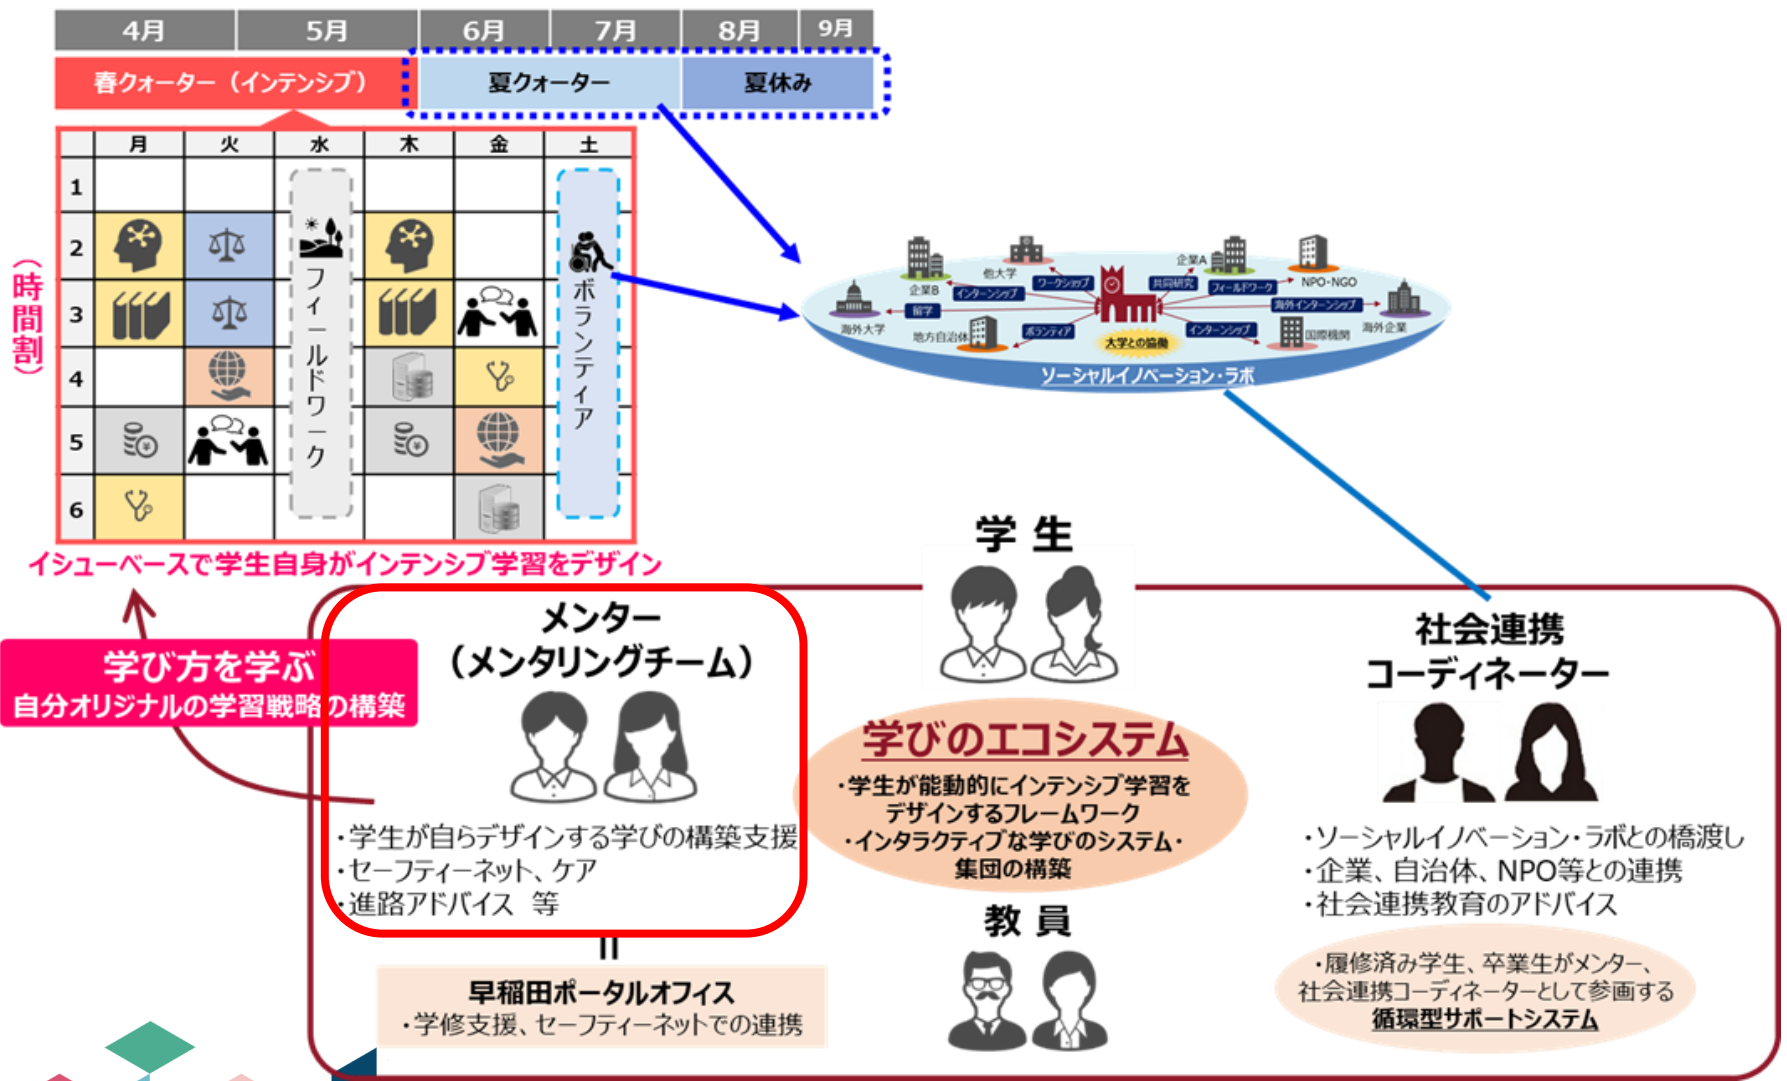 4月 5月 6月 7月 8月 9月
春クォーター（インテンシブ） 夏クォーター 夏休み
月 火 水 木 金 土
1
2
3
4
5
6
（時間割）
フィールドワーク
ボランティア
イシューベースで学生自身がインテンシブ学習をデザイン
企業B
他大学
企業A
NPO・NGO
インターンシップ
ワークショップ
共同研究
フィールドワーク
海外インターンシップ
留学
海外大学
地方自治体
ボランティア
インターンシップ
国際機関
海外企業
大学との協働
ソーシャルイノベーション・ラボ
学び方を学ぶ
自分オリジナルの学習戦略の構築
メンター
（メンタリングチーム）
・学生が自らデザインする学びの構築支援
・セーフティーネット、ケア
・進路アドバイス 等
=
早稲田ポータルオフィス
・学修支援、セーフティーネットでの連携
学生
学びのエコシステム
・学生が能動的にインテンシブ学習を
デザインするフレームワーク
・インタラクティブな学びのシステム・
集団の構築
教員
社会連携
コーディネーター
・ソーシャルイノベーション・ラボとの橋渡し
・企業、自治体、NPO等との連携
・社会連携教育のアドバイス
・履修済み学生、卒業生がメンター、
社会連携コーディネーターとして参画する
循環型サポートシステム